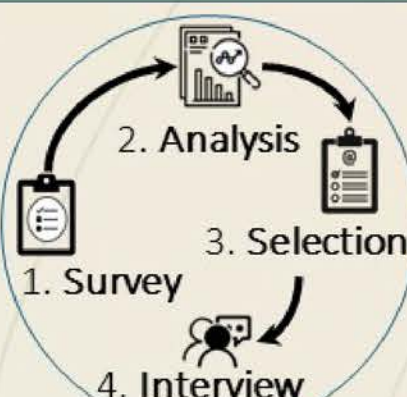 2. Analysis
3. Selection
1. Survey
4. Interview